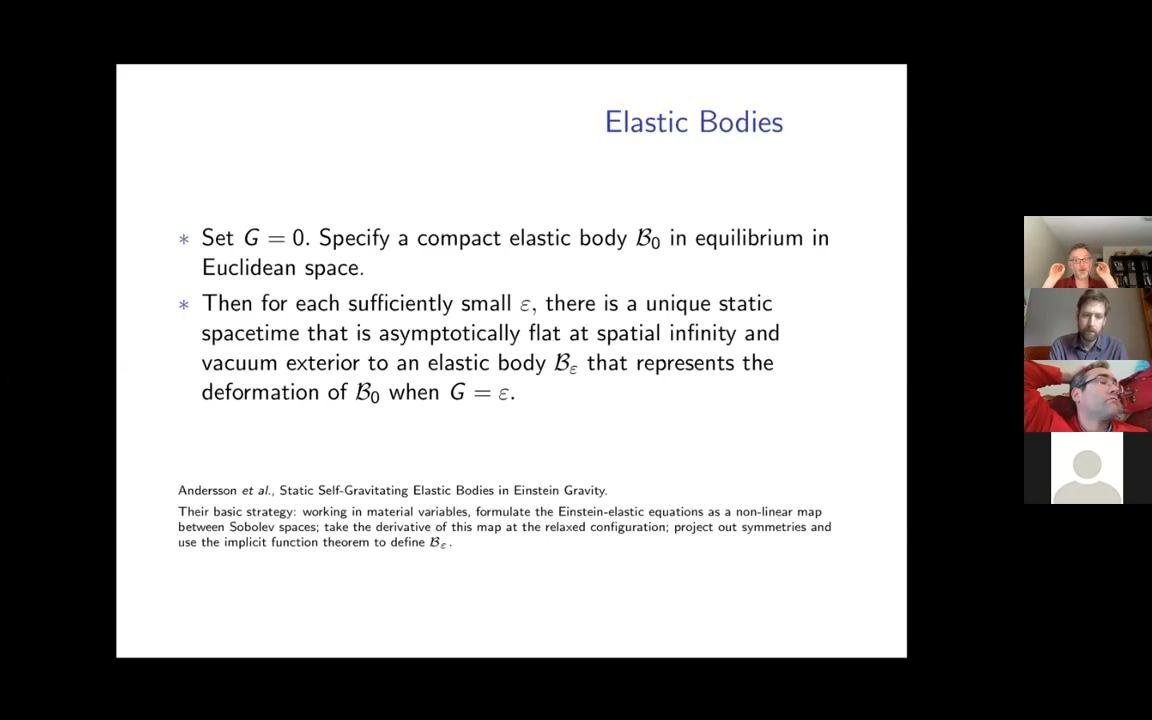 Elastic Bodies
* Set G = 0. Specify a compact elastic body ℬ₀ in equilibrium in
Euclidean space.
* Then for each sufficiently small ε, there is a unique static
spacetime that is asymptotically flat at spatial infinity and
vacuum exterior to an elastic body ℬ_ε that represents the
deformation of ℬ₀ when G = ε.
Andersson et al., Static Self-Gravitating Elastic Bodies in Einstein Gravity.
Their basic strategy: working in material variables, formulate the Einstein-elastic equations as a non-linear map
between Sobolev spaces; take the derivative of this map at the relaxed configuration; project out symmetries and
use the implicit function theorem to define ℬ_ε.